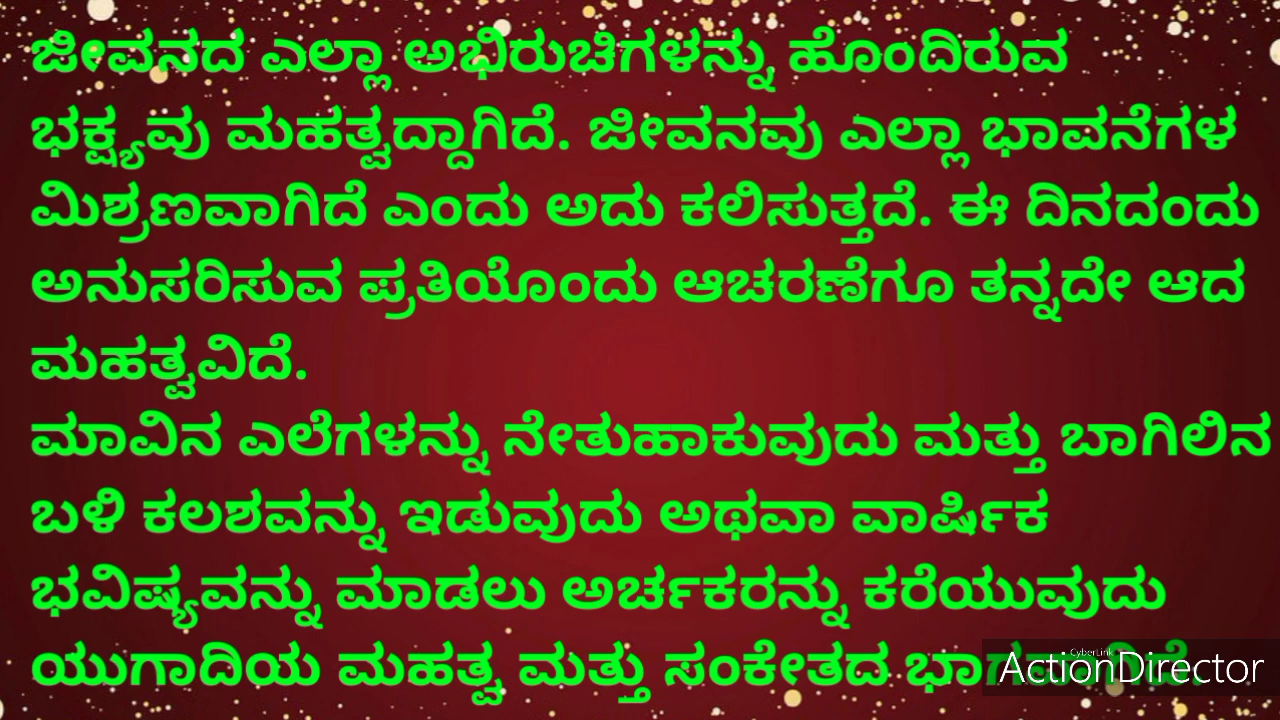 ಜೀವನದ ಎಲ್ಲಾ ಅಭಿರುಚಿಗಳನ್ನು ಹೊಂದಿರುವ
ಭಕ್ಷ್ಯವು ಮಹತ್ವದ್ದಾಗಿದೆ. ಜೀವನವು ಎಲ್ಲಾ ಭಾವನೆಗಳ
ಮಿಶ್ರಣವಾಗಿದೆ ಎಂದು ಅದು ಕಲಿಸುತ್ತದೆ. ಈ ದಿನದಂದು
ಅನುಸರಿಸುವ ಪ್ರತಿಯೊಂದು ಆಚರಣೆಗೂ ತನ್ನದೇ ಆದ
ಮಹತ್ವವಿದೆ.
ಮಾವಿನ ಎಲೆಗಳನ್ನು ನೇತುಹಾಕುವುದು ಮತ್ತು ಬಾಗಿಲಿನ
ಬಳಿ ಕಲಶವನ್ನು ಇಡುವುದು ಅಥವಾ ವಾರ್ಷಿಕ
ಭವಿಷ್ಯವನ್ನು ಮಾಡಲು ಅರ್ಚಕರನ್ನು ಕರೆಯುವುದು
ಯುಗಾದಿಯ ಮಹತ್ವ ಮತ್ತು ಸಂಕೇತದ
CyberLink
ActionDirector